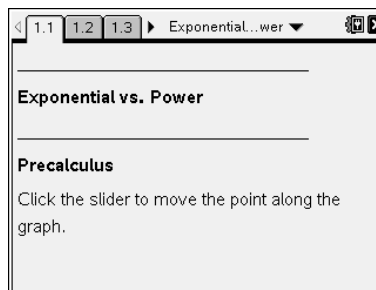 1.1 1.2 1.3 Exponential...wer
Exponential vs. Power
Precalculus
Click the slider to move the point along the
graph.